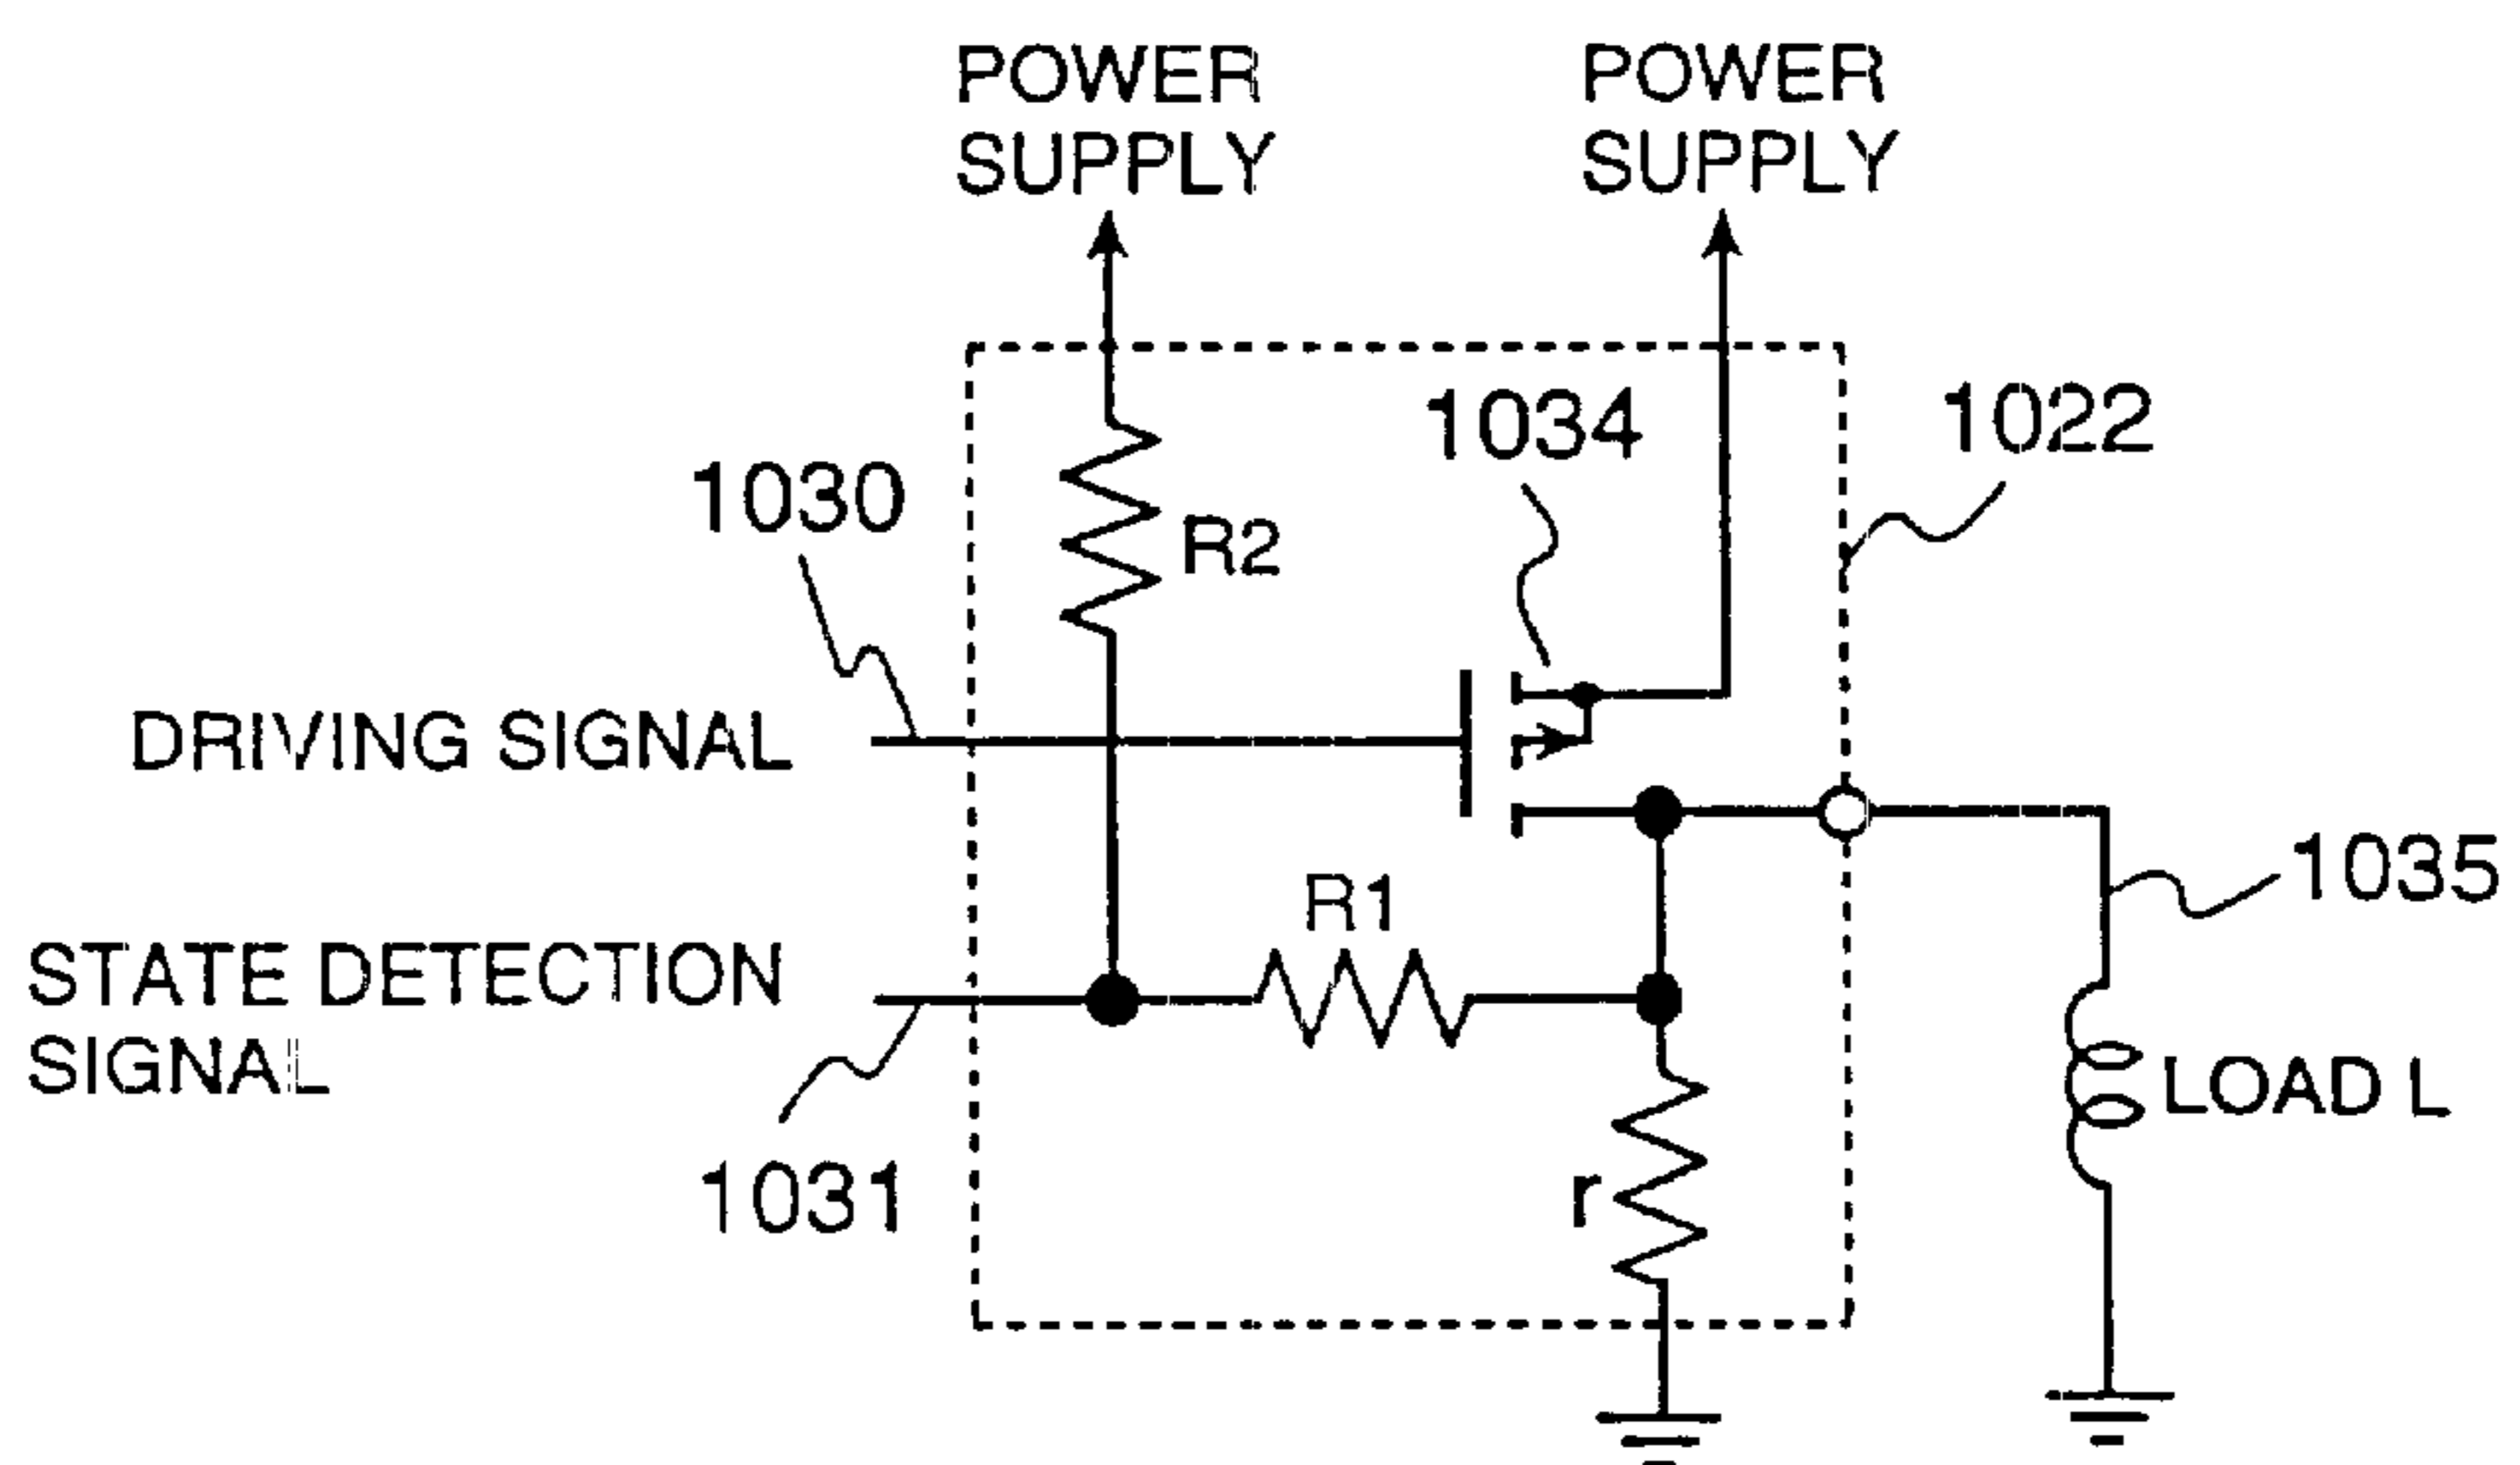 POWER
SUPPLY
POWER
SUPPLY
1034
1022
1030
R2
DRIVING SIGNAL
1035
R1
STATE DETECTION
SIGNAL
LOAD L
1031
r